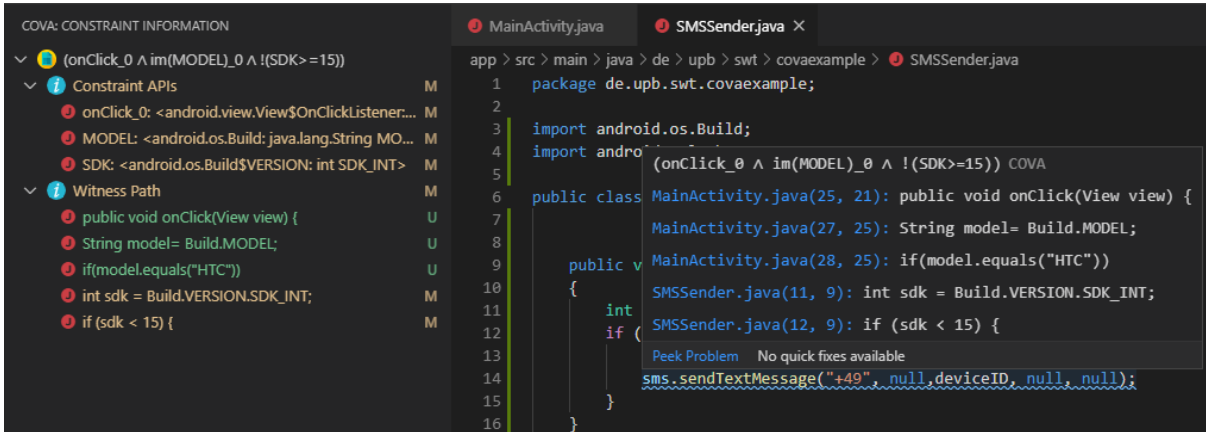 COVA: CONSTRAINT INFORMATION
(onClick_0 ∧ im(MODEL)_0 ∧ !(SDK>=15))
Constraint APIs M
onClick_0: <android.view.View$OnClickListener:... M
MODEL: <android.os.Build: java.lang.String MO... M
SDK: <android.os.Build$VERSION: int SDK_INT> M
Witness Path M
public void onClick(View view) { U
String model= Build.MODEL; U
if(model.equals("HTC")) U
int sdk = Build.VERSION.SDK_INT; M
if (sdk < 15) { M
MainActivity.java SMSSender.java ×
app > src > main > java > de > upb > swt > covaexample > SMSSender.java
1 package de.upb.swt.covaexample;
2
3 import android.os.Build;
4 import andro
5
6 public class
7
8
9 public v
10 {
11 int
12 if (
13
14 sms.sendTextMessage("+49", null,deviceID, null, null);
15 }
16 }
(onClick_0 ∧ im(MODEL)_0 ∧ !(SDK>=15)) COVA
MainActivity.java(25, 21): public void onClick(View view) {
MainActivity.java(27, 25): String model= Build.MODEL;
MainActivity.java(28, 25): if(model.equals("HTC"))
SMSSender.java(11, 9): int sdk = Build.VERSION.SDK_INT;
SMSSender.java(12, 9): if (sdk < 15) {
Peek Problem No quick fixes available